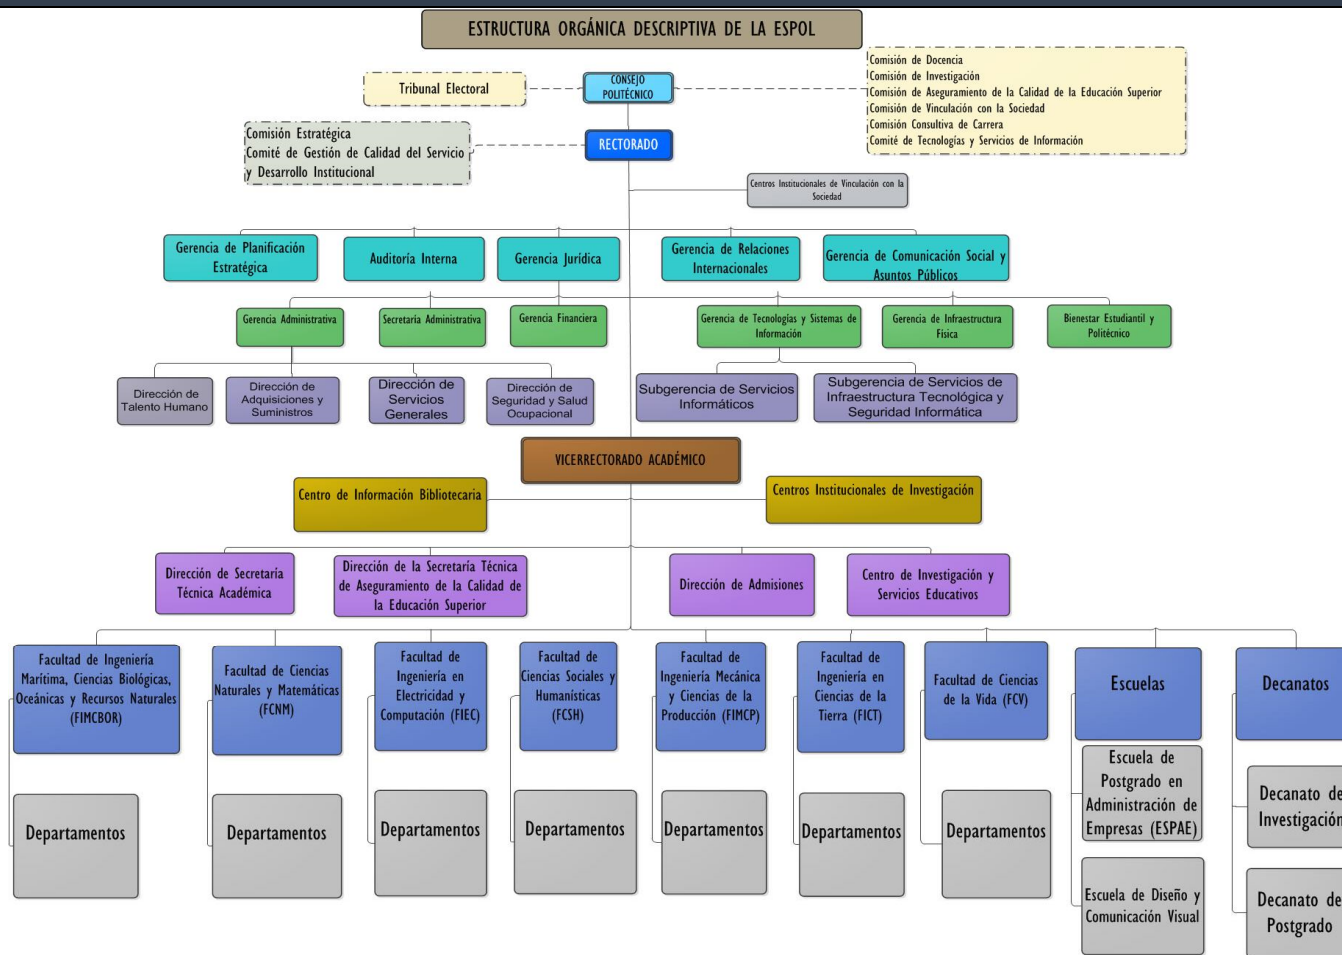 ESTRUCTURA ORGÁNICA DESCRIPTIVA DE LA ESPOL
Tribunal Electoral
CONSEJO
POLITÉCNICO
Comisión de Docencia
Comisión de Investigación
Comisión de Aseguramiento de la Calidad de la Educación Superior
Comisión de Vinculación con la Sociedad
Comisión Consultiva de Carrera
Comité de Tecnologías y Servicios de Información
Comisión Estratégica
Comité de Gestión de Calidad del Servicio
y Desarrollo Institucional
RECTORADO
Centros Institucionales de Vinculación con la
Sociedad
Gerencia de Planificación
Estratégica
Auditoría Interna
Gerencia Jurídica
Gerencia de Relaciones
Internacionales
Gerencia de Comunicación Social y
Asuntos Públicos
Gerencia Administrativa
Secretaría Administrativa
Gerencia Financiera
Gerencia de Tecnologías y Sistemas de
Información
Gerencia de Infraestructura
Física
Bienestar Estudiantil y
Politécnico
Dirección de
Talento Humano
Dirección de
Adquisiciones y
Suministros
Dirección de
Servicios
Generales
Dirección de
Seguridad y Salud
Ocupacional
Subgerencia de Servicios
Informáticos
Subgerencia de Servicios de
Infraestructura Tecnológica y
Seguridad Informática
VICERRECTORADO ACADÉMICO
Centro de Información Bibliotecaria
Centros Institucionales de Investigación
Dirección de Secretaría
Técnica Académica
Dirección de la Secretaría Técnica
de Aseguramiento de la Calidad de
la Educación Superior
Dirección de Admisiones
Centro de Investigación y
Servicios Educativos
Facultad de Ingeniería
Marítima, Ciencias Biológicas,
Oceánicas y Recursos Naturales
(FIMCBOR)
Facultad de Ciencias
Naturales y Matemáticas
(FCNM)
Facultad de
Ingeniería en
Electricidad y
Computación (FIEC)
Facultad de
Ciencias Sociales y
Humanísticas
(FCSH)
Facultad de
Ingeniería Mecánica
y Ciencias de la
Producción (FIMCP)
Facultad de
Ingeniería en
Ciencias de la
Tierra (FICT)
Facultad de Ciencias
de la Vida (FCV)
Escuelas
Decanatos
Departamentos
Departamentos
Departamentos
Departamentos
Departamentos
Departamentos
Departamentos
Escuela de
Postgrado en
Administración de
Empresas (ESPAE)
Decanato de
Investigación
Escuela de Diseño y
Comunicación Visual
Decanato de
Postgrado